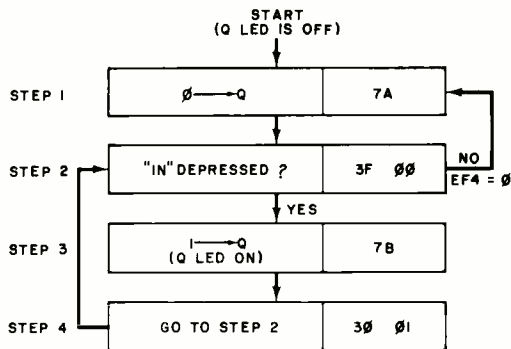 START
(Q LED IS OFF)
STEP 1
Ø → Q
7A
STEP 2
"IN" DEPRESSED ?
3F ØØ
NO
EF4 = Ø
YES
STEP 3
1 → Q
(Q LED ON)
7B
STEP 4
GO TO STEP 2
3Ø Ø1